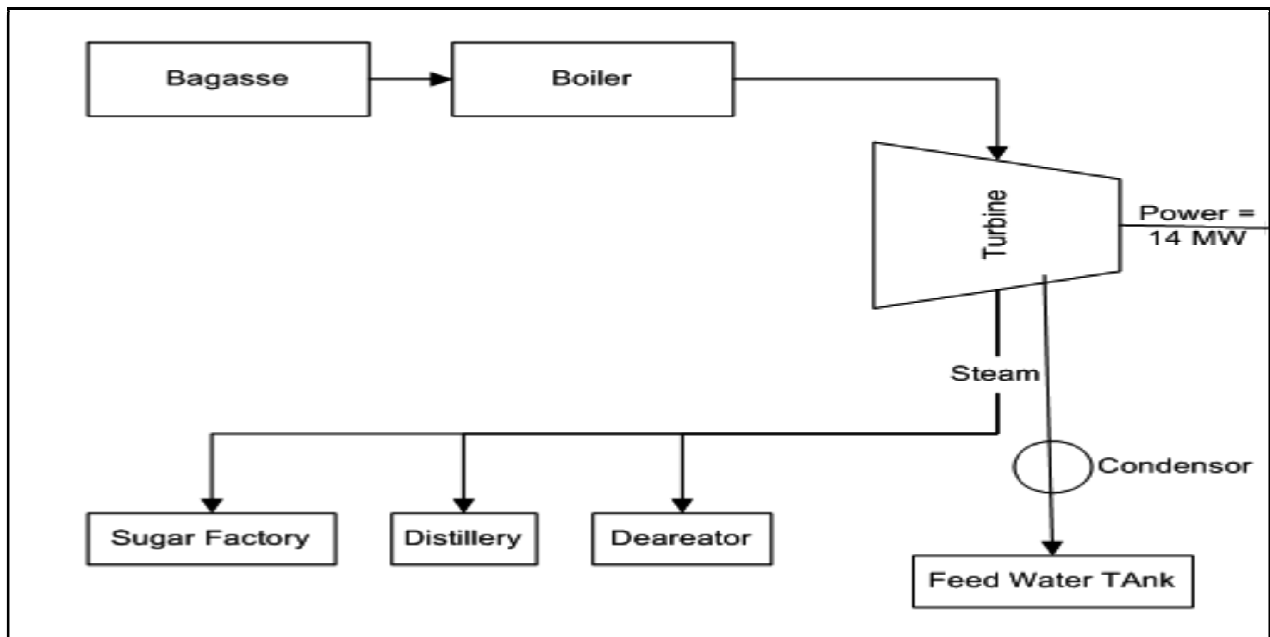 Bagasse
Boiler
Turbine
Power =
14 MW
Steam
Condensor
Sugar Factory
Distillery
Deareator
Feed Water TAnk